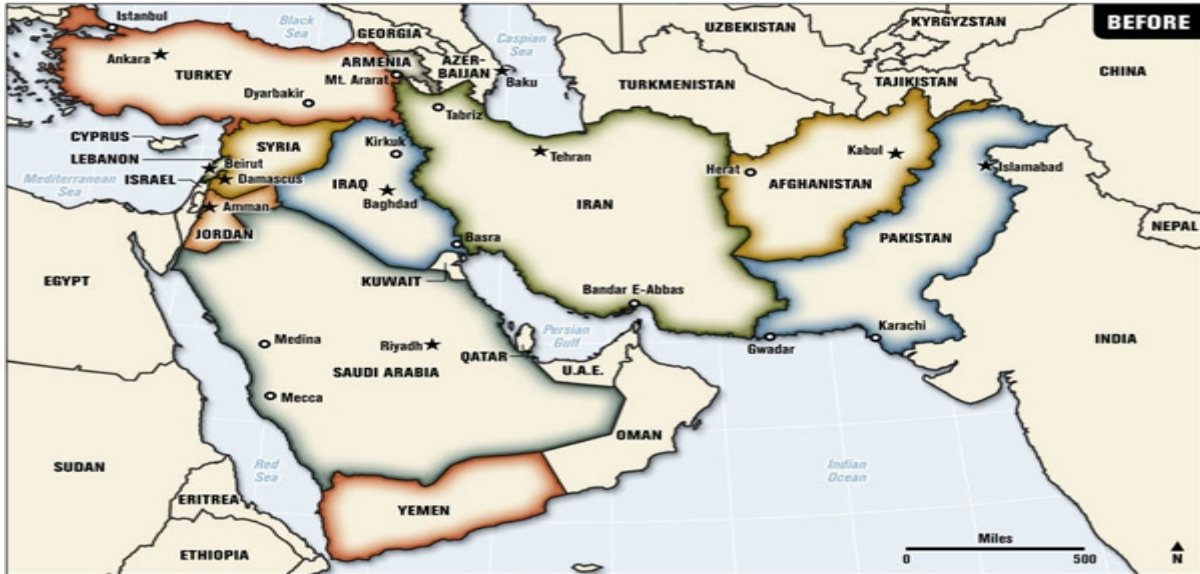 BEFORE
Istanbul
Black
Sea
GEORGIA
Caspian
Sea
UZBEKISTAN
KYRGYZSTAN
Ankara
TURKEY
ARMENIA
Mt. Ararat
AZER-
BAIJAN
Baku
TURKMENISTAN
TAJIKISTAN
CHINA
Dyarbakir
Tabriz
CYPRUS
LEBANON
Beirut
SYRIA
Kirkuk
Tehran
Herat
Kabul
Islamabad
Mediterranean
Sea
ISRAEL
Damascus
IRAQ
Baghdad
IRAN
AFGHANISTAN
Amman
JORDAN
Basra
PAKISTAN
NEPAL
EGYPT
KUWAIT
Bandar E-Abbas
Medina
Riyadh
QATAR
Persian
Gulf
Gwadar
Karachi
INDIA
SAUDI ARABIA
U.A.E.
Mecca
OMAN
SUDAN
Red
Sea
Indian
Ocean
ERITREA
YEMEN
ETHIOPIA
Miles
0 500
N